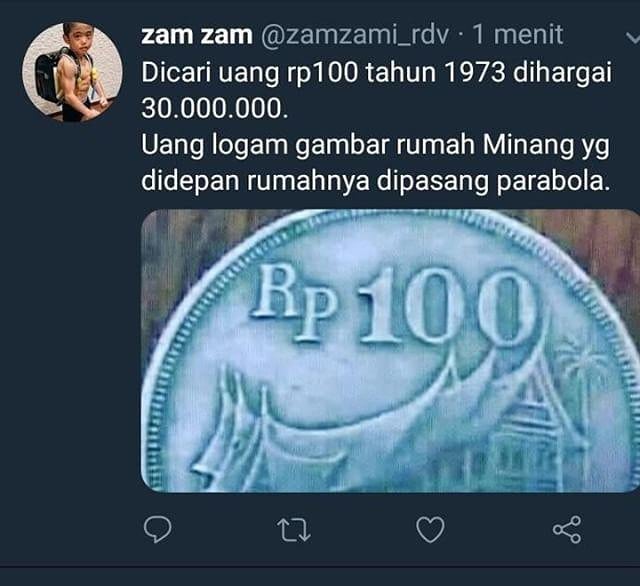 zam zam @zamzami_rdv · 1 menit
Dicari uang rp100 tahun 1973 dihargai
30.000.000.
Uang logam gambar rumah Minang yg
didepan rumahnya dipasang parabola.
Rp 100